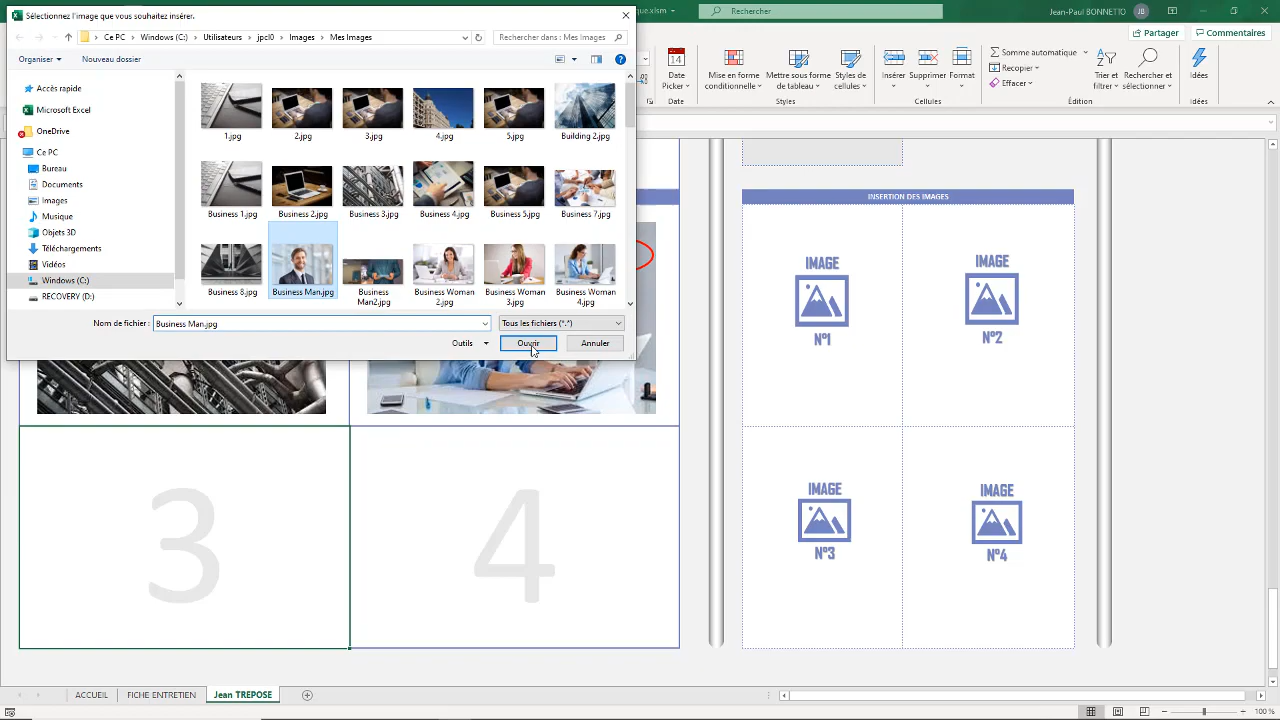 Sélectionnez l'image que vous souhaitez insérer.
que.xlsm
Rechercher
Jean-Paul BONNETTO
JB
Ce PC
Windows (C:)
Utilisateurs
jpcl0
Images
Mes Images
Rechercher dans : Mes Images
Partager
Commentaires
Organiser
Nouveau dossier
14
Date
Picker
Mise en forme
conditionnelle
Mettre sous forme
de tableau
Styles de
cellules
Insérer
Supprimer
Format
Somme automatique
Recopier
Effacer
Trier et
filtrer
Rechercher et
sélectionner
Idées
Styles
Cellules
Édition
Idées
Accès rapide
Microsoft Excel
OneDrive
Ce PC
Bureau
Documents
Images
Musique
Objets 3D
Téléchargements
Vidéos
Windows (C:)
RECOVERY (D:)
1.jpg
2.jpg
3.jpg
4.jpg
5.jpg
Building 2.jpg
Business 1.jpg
Business 2.jpg
Business 3.jpg
Business 4.jpg
Business 5.jpg
Business 7.jpg
Business 8.jpg
Business Man.jpg
Business
Man2.jpg
Business Woman
2.jpg
Business Woman
3.jpg
Business Woman
4.jpg
Nom de fichier :
Business Man.jpg
Tous les fichiers (*.*)
Outils
Ouvrir
Annuler
INSERTION DES IMAGES
IMAGE
N°1
IMAGE
N°2
3
4
IMAGE
N°3
IMAGE
N°4
ACCUEIL
FICHE ENTRETIEN
Jean TREPOSE
100 %